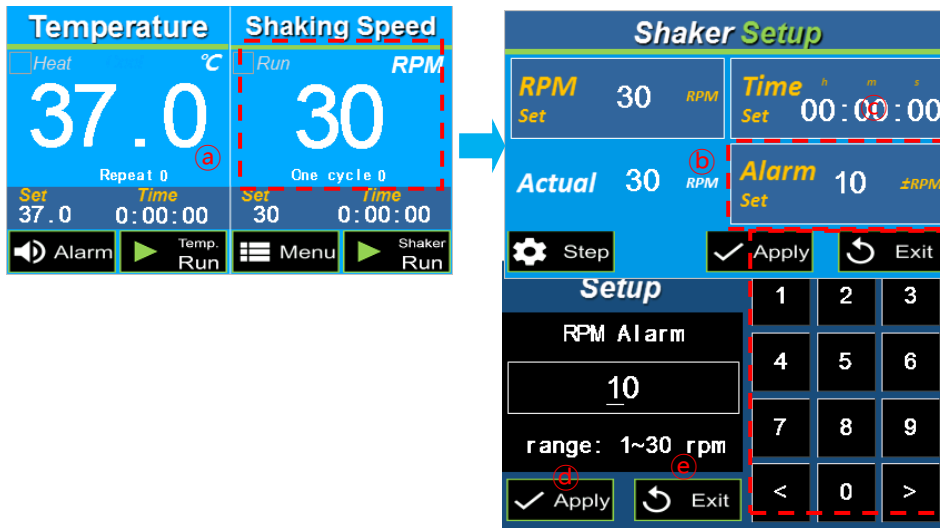 Temperature
Shaking Speed
Heat
℃
Run
RPM
37.0
30
ⓐ
Repeat 0
One cycle 0
Set
Time
Set
Time
37.0
0:00:00
30
0:00:00
Alarm
Temp.
Run
Menu
Shaker
Run
Shaker Setup
RPM
Set
30
RPM
Time
Set
h m s
00:00:00
ⓒ
Actual
30
RPM
ⓑ
Alarm
Set
10
±RPM
Step
Apply
Exit
Setup
RPM Alarm
10
range: 1~30 rpm
ⓓ
ⓔ
Apply
Exit
1 2 3
4 5 6
7 8 9
< 0 >